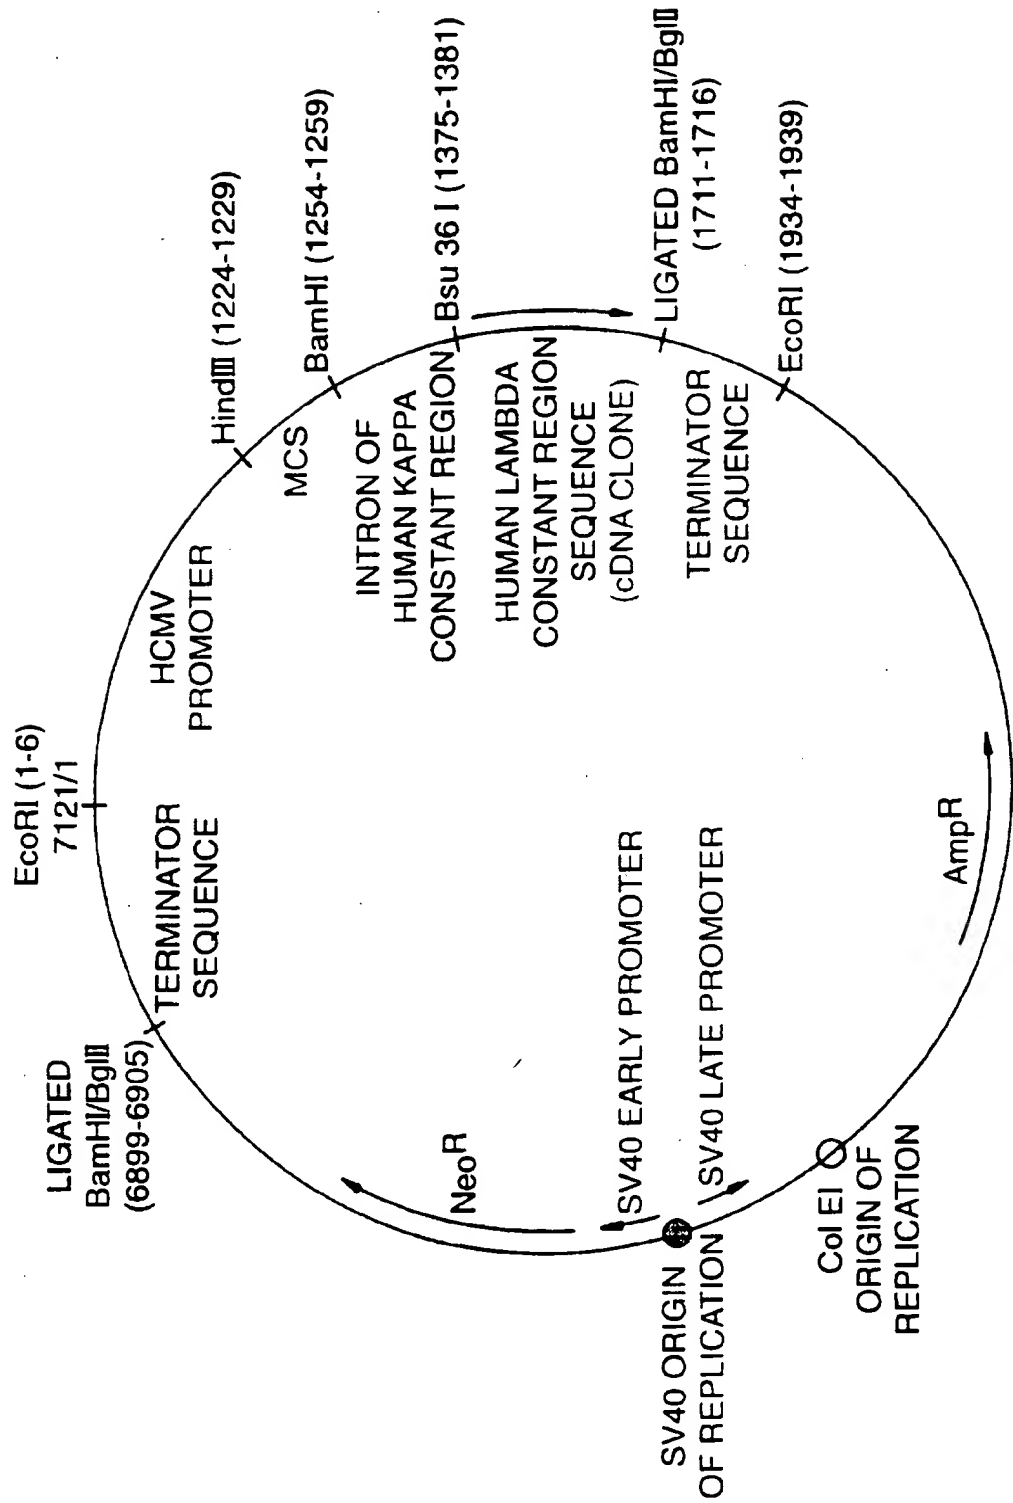 EcoRI (1-6)
7121/1
HCMV
PROMOTER
HindIII (1224-1229)
MCS
BamHI (1254-1259)
INTRON OF
HUMAN KAPPA
CONSTANT REGION
Bsu 36 I (1375-1381)
HUMAN LAMBDA
CONSTANT REGION
SEQUENCE
(cDNA CLONE)
LIGATED BamHI/BglII
(1711-1716)
TERMINATOR
SEQUENCE
EcoRI (1934-1939)
AmpR
Col EI
ORIGIN OF
REPLICATION
SV40 LATE PROMOTER
SV40 ORIGIN
OF REPLICATION
SV40 EARLY PROMOTER
NeoR
LIGATED
BamHI/BglII
(6899-6905)
TERMINATOR
SEQUENCE